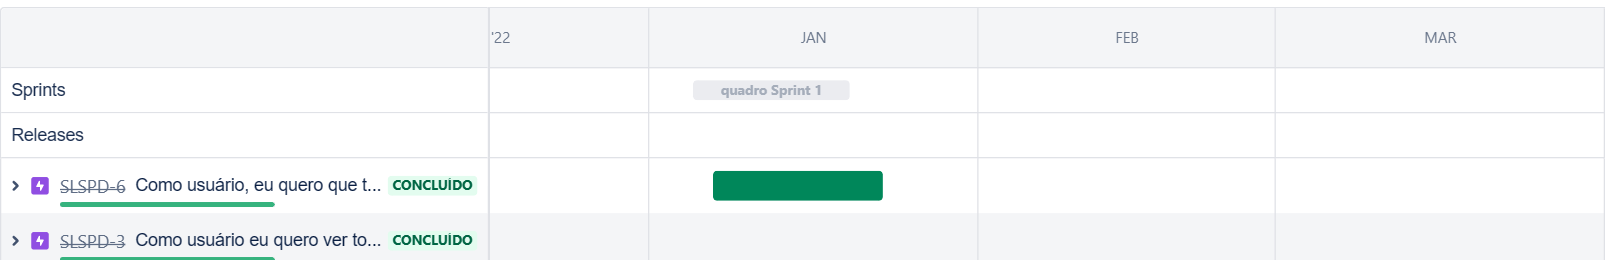 '22 JAN FEB MAR
Sprints quadro Sprint 1
Releases
SLSPD-6 Como usuário, eu quero que t... CONCLUÍDO
SLSPD-3 Como usuário eu quero ver to... CONCLUÍDO